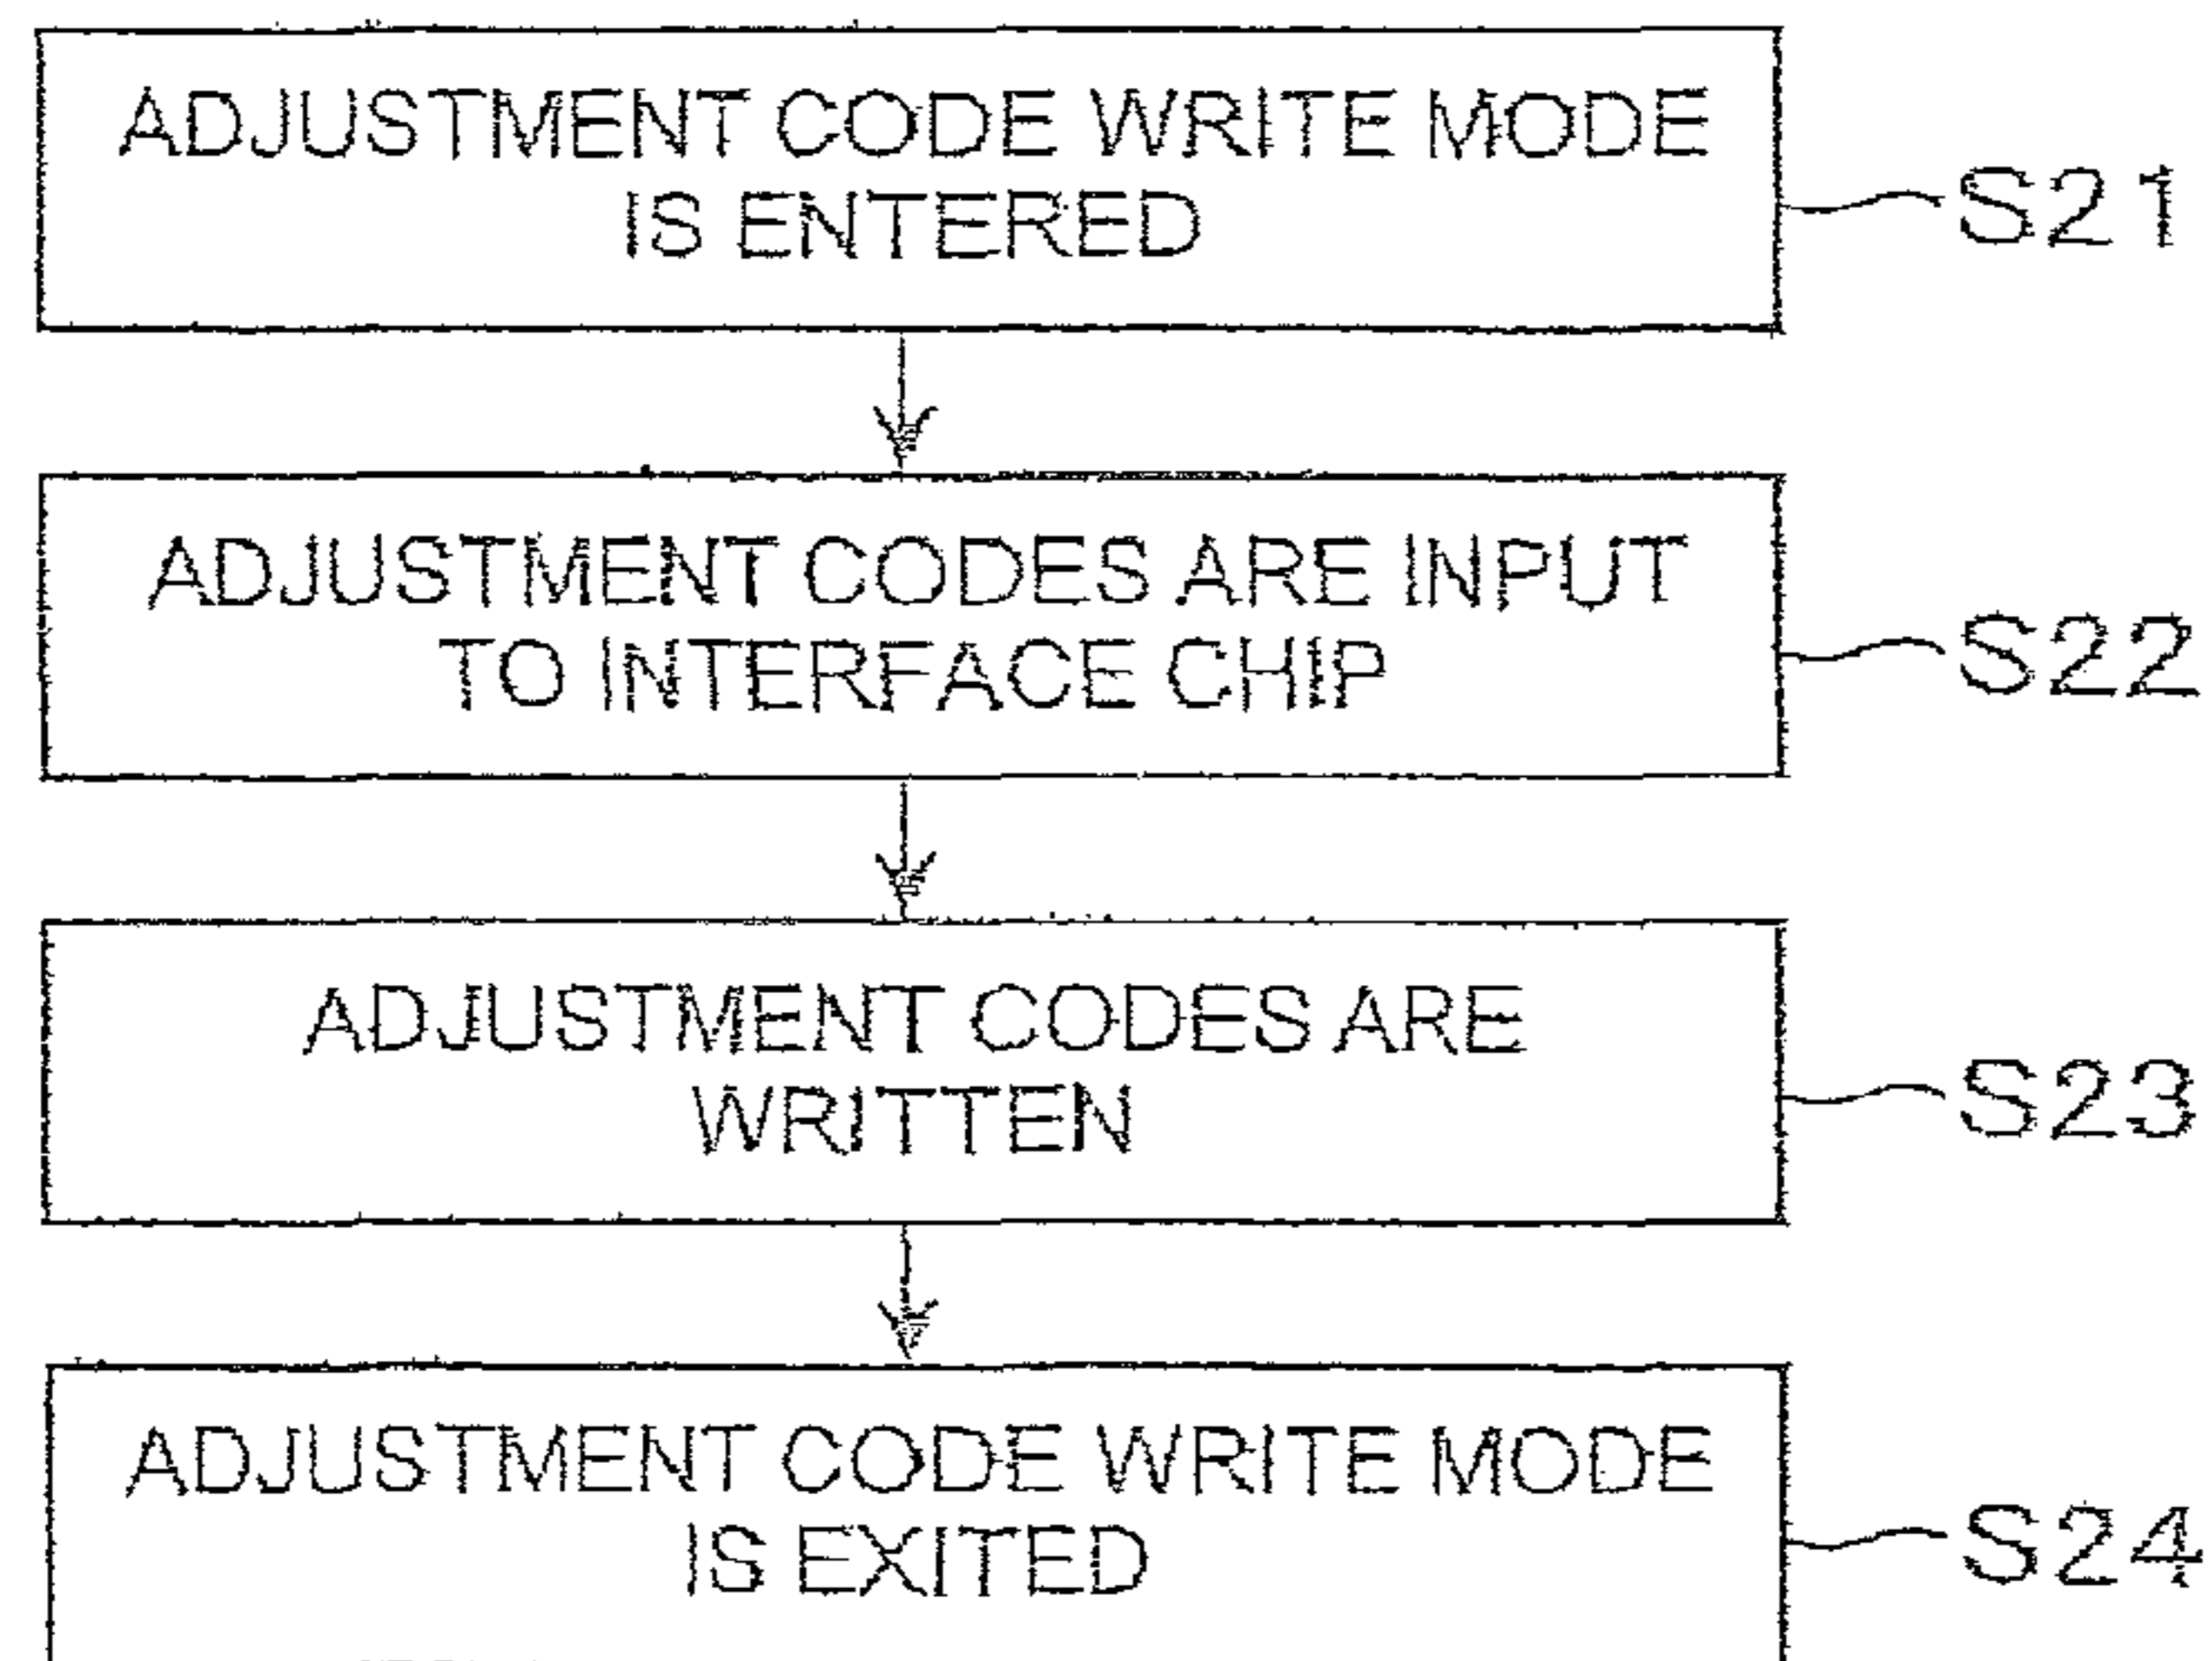 ADJUSTMENT CODE WRITE MODE
IS ENTERED
S21
ADJUSTMENT CODES ARE INPUT
TO INTERFACE CHIP
S22
ADJUSTMENT CODES ARE
WRITTEN
S23
ADJUSTMENT CODE WRITE MODE
IS EXITED
S24